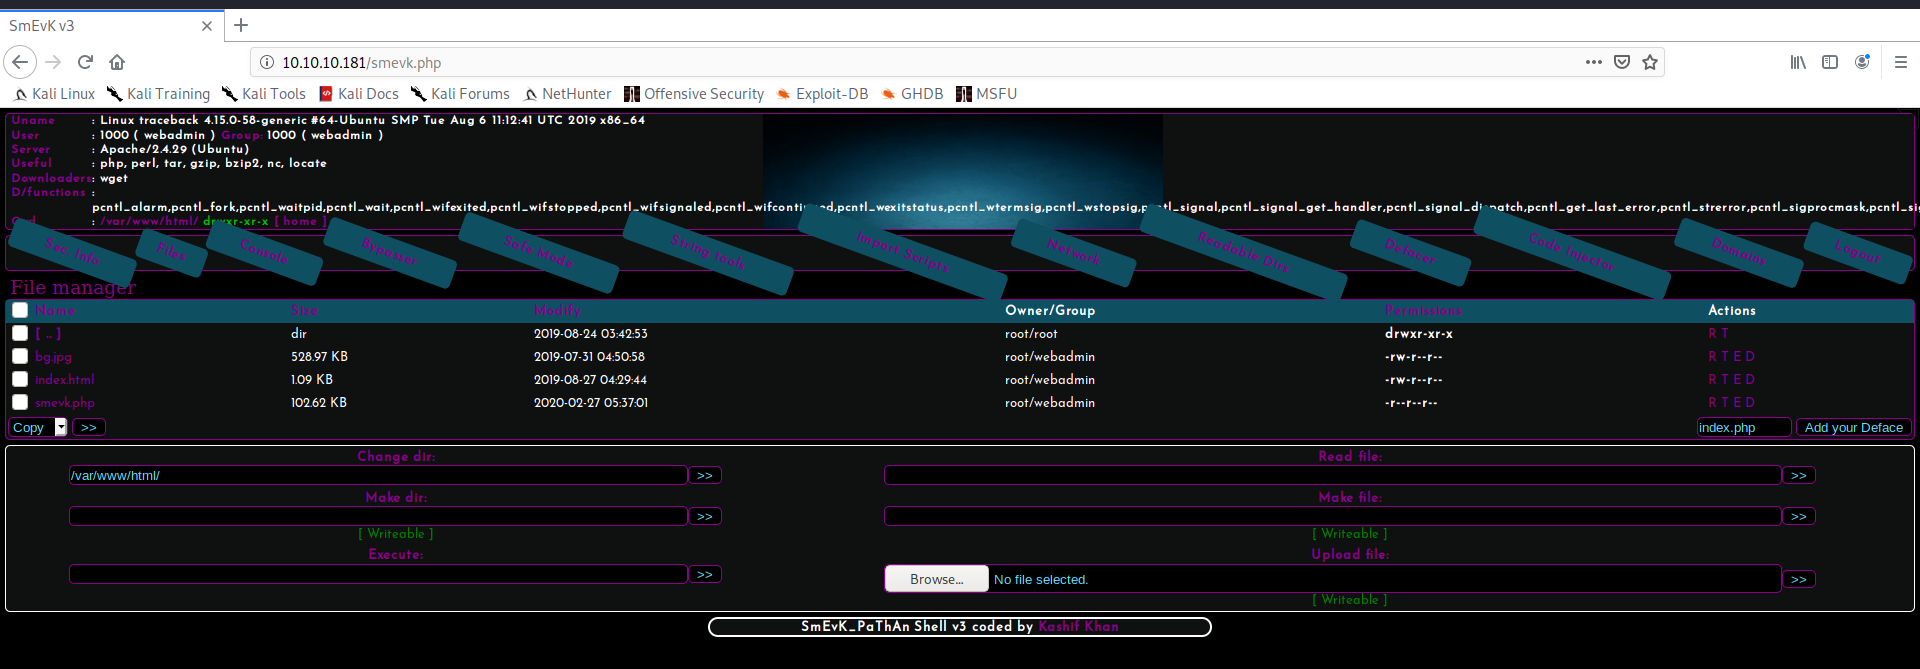 SmEvK v3
10.10.10.181/smevk.php
Kali Linux Kali Training Kali Tools Kali Docs Kali Forums NetHunter Offensive Security Exploit-DB GHDB MSFU
Uname : Linux traceback 4.15.0-58-generic #64-Ubuntu SMP Tue Aug 6 11:12:41 UTC 2019 x86_64
User : 1000 ( webadmin ) Group: 1000 ( webadmin )
Server : Apache/2.4.29 (Ubuntu)
Useful : php, perl, tar, gzip, bzip2, nc, locate
Downloaders: wget
D/functions :
pcntl_alarm,pcntl_fork,pcntl_waitpid,pcntl_wait,pcntl_wifexited,pcntl_wifstopped,pcntl_wifsignaled,pcntl_wifcontinued,pcntl_wexitstatus,pcntl_wtermsig,pcntl_wstopsig,pcntl_signal,pcntl_signal_get_handler,pcntl_signal_dispatch,pcntl_get_last_error,pcntl_strerror,pcntl_sigprocmask,pcntl_sig
Cwd : /var/www/html/ drwxr-xr-x [ home ]
Sec. Info Files Console Bypasser Safe Mode String tools Import Scripts Network Readable Dirs Defacer Code Injector Domains Logout
File manager
Name Size Modify Owner/Group Permissions Actions
[ .. ] dir 2019-08-24 03:42:53 root/root drwxr-xr-x R T
bg.jpg 528.97 KB 2019-07-31 04:50:58 root/webadmin -rw-r--r-- R T E D
index.html 1.09 KB 2019-08-27 04:29:44 root/webadmin -rw-r--r-- R T E D
smevk.php 102.62 KB 2020-02-27 05:37:01 root/webadmin -r--r--r-- R T E D
Copy >> index.php Add your Deface
Change dir: Read file:
/var/www/html/ >> >>
Make dir: Make file:
>> >>
[ Writeable ] [ Writeable ]
Execute: Upload file:
>> Browse... No file selected. >>
[ Writeable ]
SmEvK_PaThAn Shell v3 coded by Kashif Khan